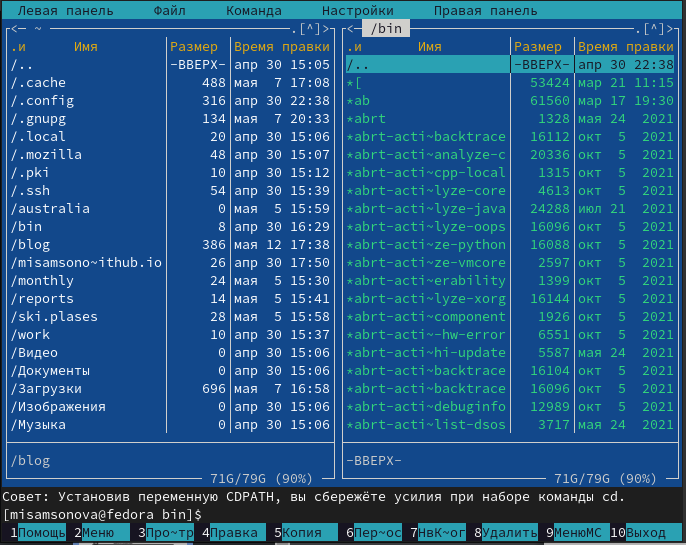 Левая панель Файл Команда Настройки Правая панель
<─ ~ ─ .[^]>
.и Имя Размер Время правки
/.. -ВВЕРХ- апр 30 15:05
/.cache 488 мая 7 17:08
/.config 316 апр 30 22:38
/.gnupg 134 мая 7 20:33
/.local 20 апр 30 15:06
/.mozilla 48 апр 30 15:07
/.pki 10 апр 30 15:12
/.ssh 54 апр 30 15:39
/australia 0 мая 5 15:59
/bin 8 апр 30 16:29
/blog 386 мая 12 17:38
/misamsono~ithub.io 26 апр 30 17:50
/monthly 24 мая 5 15:30
/reports 14 мая 5 15:41
/ski.plases 28 мая 5 15:58
/work 10 апр 30 15:37
/Видео 0 апр 30 15:06
/Документы 0 апр 30 15:06
/Загрузки 696 мая 7 16:58
/Изображения 0 апр 30 15:06
/Музыка 0 апр 30 15:06
/blog
71G/79G (90%)
<─ /bin .[^]>
.и Имя Размер Время правки
/.. -ВВЕРХ- апр 30 22:38
*[ 53424 мар 21 11:15
*ab 61560 мар 17 19:30
*abrt 1328 мая 24 2021
*abrt-acti~backtrace 16112 окт 5 2021
*abrt-acti~analyze-c 20336 окт 5 2021
*abrt-acti~cpp-local 1315 окт 5 2021
*abrt-acti~lyze-core 4613 окт 5 2021
*abrt-acti~lyze-java 24288 июл 21 2021
*abrt-acti~lyze-oops 16096 окт 5 2021
*abrt-acti~ze-python 16088 окт 5 2021
*abrt-acti~ze-vmcore 2597 окт 5 2021
*abrt-acti~erability 1399 окт 5 2021
*abrt-acti~lyze-xorg 16144 окт 5 2021
*abrt-acti~component 1926 окт 5 2021
*abrt-acti~-hw-error 6551 окт 5 2021
*abrt-acti~hi-update 5587 мая 24 2021
*abrt-acti~backtrace 16104 окт 5 2021
*abrt-acti~backtrace 16096 окт 5 2021
*abrt-acti~debuginfo 12989 окт 5 2021
*abrt-acti~list-dsos 3717 мая 24 2021
-ВВЕРХ-
71G/79G (90%)
Совет: Установив переменную CDPATH, вы сбережёте усилия при наборе команды cd.
[misamsonova@fedora bin]$
1Помощь 2Меню 3Про~тр 4Правка 5Копия 6Пер~ос 7НвК~ог 8Удалить 9МенюМС 10Выход